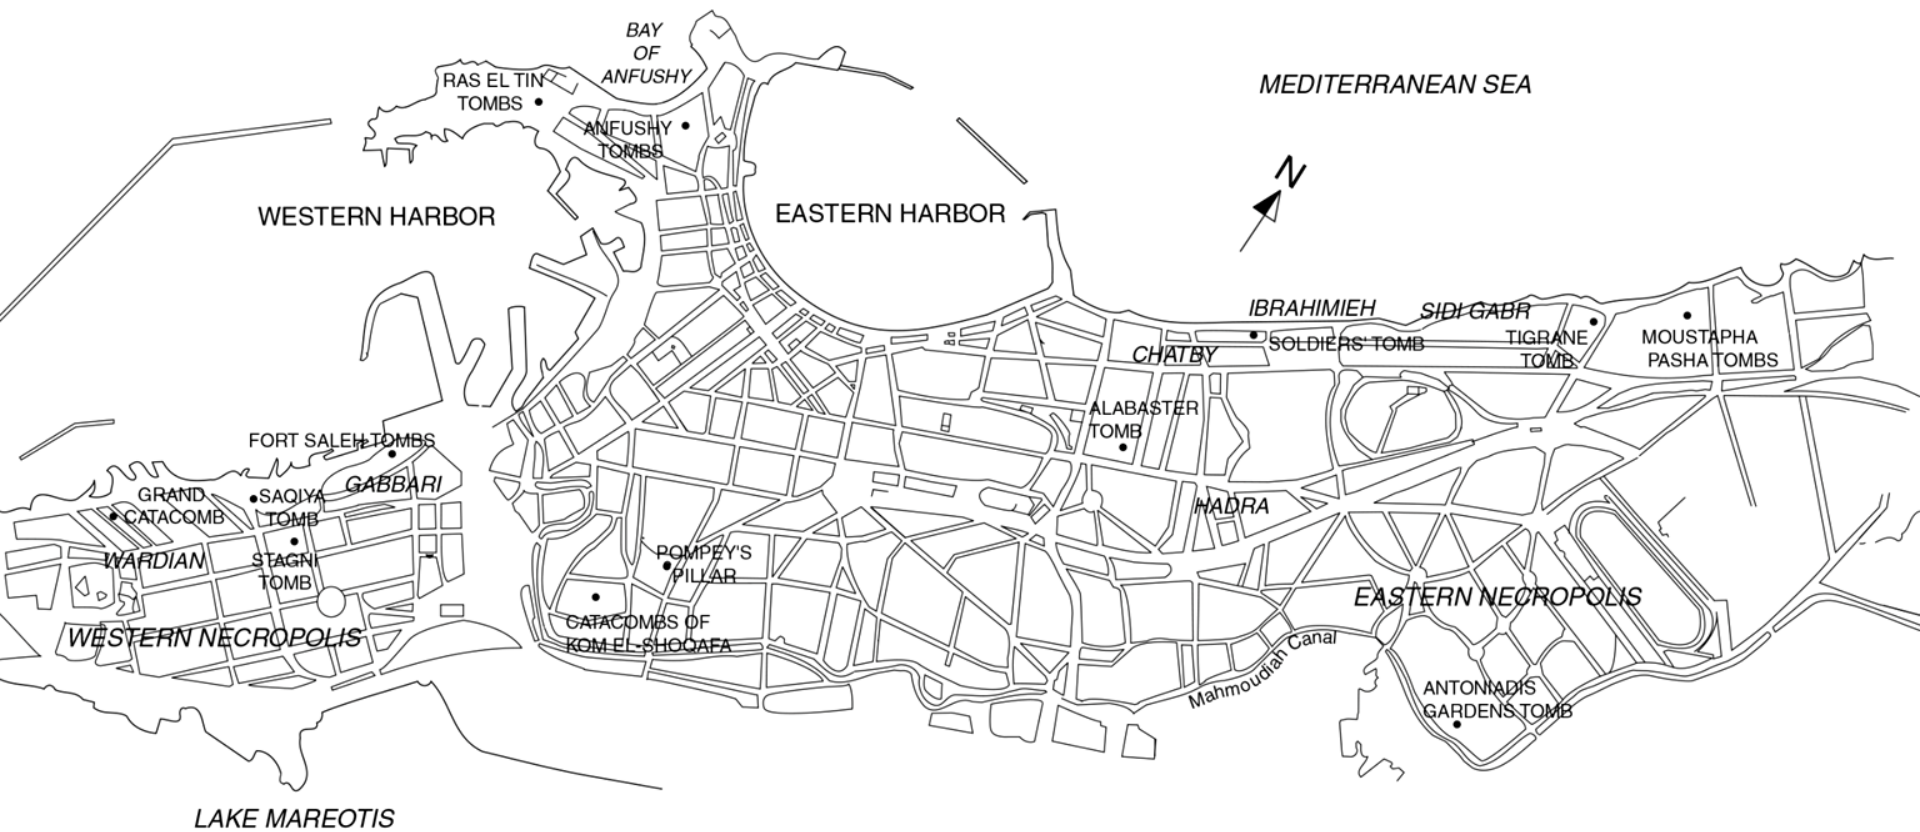 BAY
OF
ANFUSHY
RAS EL TIN
TOMBS
MEDITERRANEAN SEA
ANFUSHY
TOMBS
N
WESTERN HARBOR
EASTERN HARBOR
IBRAHIMIEH
SIDI GABR
SOLDIERS' TOMB
TIGRANE
TOMB
MOUSTAPHA
PASHA TOMBS
CHATBY
ALABASTER
TOMB
FORT SALEH TOMBS
GABBARI
GRAND
CATACOMB
SAQIYA
TOMB
HADRA
WARDIAN
STAGNI
TOMB
POMPEY'S
PILLAR
EASTERN NECROPOLIS
CATACOMBS OF
KOM EL-SHOQAFA
WESTERN NECROPOLIS
Mahmoudiah Canal
ANTONIADIS
GARDENS TOMB
LAKE MAREOTIS